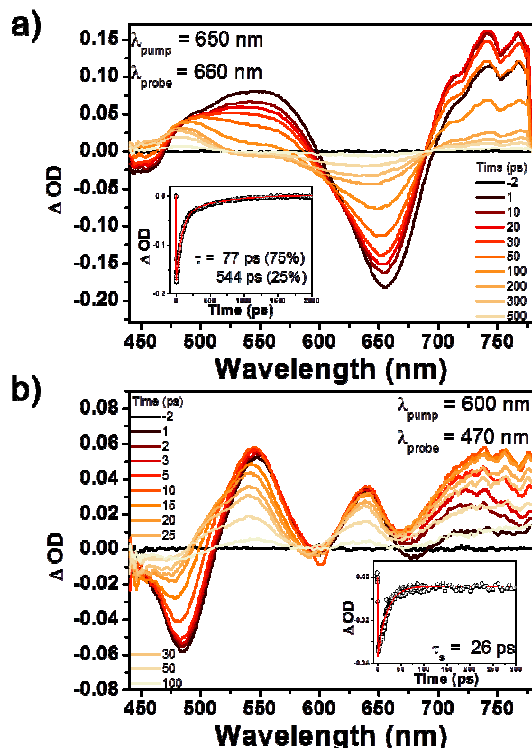 a)
λpump = 650 nm
λprobe = 660 nm
0.15
0.10
0.05
0.00
-0.05
-0.10
-0.15
-0.20
Δ OD
Time (ps)
-2
1
10
20
30
50
100
200
300
500
Δ OD
τ = 77 ps (75%)
544 ps (25%)
Time (ps)
450 500 550 600 650 700 750
Wavelength (nm)
b)
0.08
0.06
0.04
0.02
0.00
-0.02
-0.04
-0.06
-0.08
Δ OD
Time (ps)
-2
1
2
3
5
10
15
20
25
30
50
100
λpump = 600 nm
λprobe = 470 nm
Δ OD
τs = 26 ps
Time (ps)
450 500 550 600 650 700 750
Wavelength (nm)